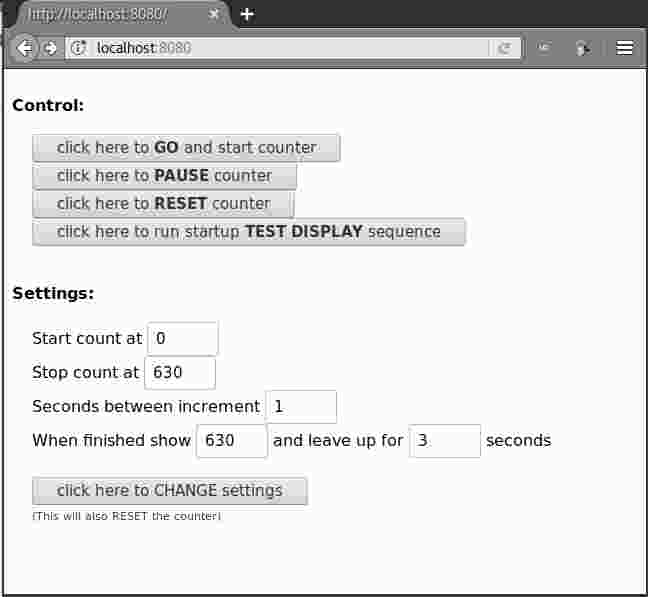 http://localhost:8080/
localhost:8080
Control:
click here to GO and start counter
click here to PAUSE counter
click here to RESET counter
click here to run startup TEST DISPLAY sequence
Settings:
Start count at 0
Stop count at 630
Seconds between increment 1
When finished show 630 and leave up for 3 seconds
click here to CHANGE settings
(This will also RESET the counter)